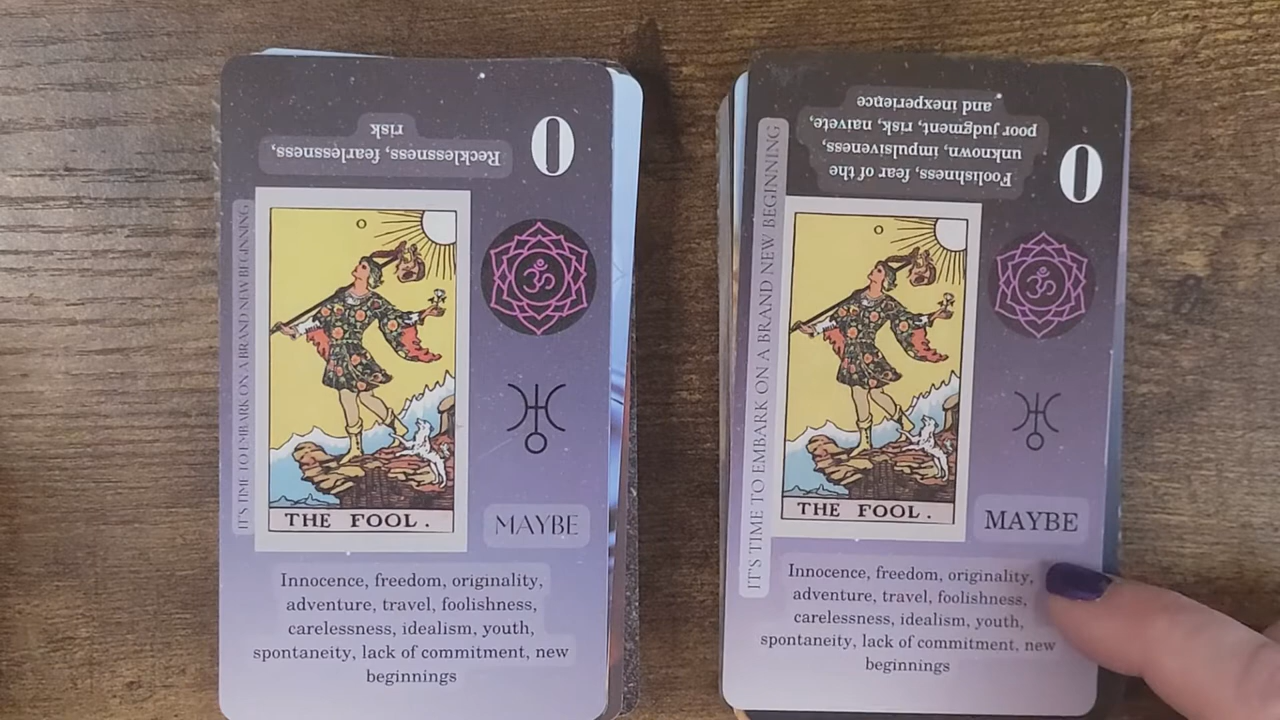 Recklessness, fearlessness,
risk
0
IT'S TIME TO EMBARK ON A BRAND NEW BEGINNING
0
THE FOOL.
MAYBE
Innocence, freedom, originality,
adventure, travel, foolishness,
carelessness, idealism, youth,
spontaneity, lack of commitment, new
beginnings
Foolishness, fear of the
unknown, impulsiveness,
poor judgment, risk, naivete,
and inexperience
0
IT'S TIME TO EMBARK ON A BRAND NEW BEGINNING
0
THE FOOL.
MAYBE
Innocence, freedom, originality,
adventure, travel, foolishness,
carelessness, idealism, youth,
spontaneity, lack of commitment, new
beginnings